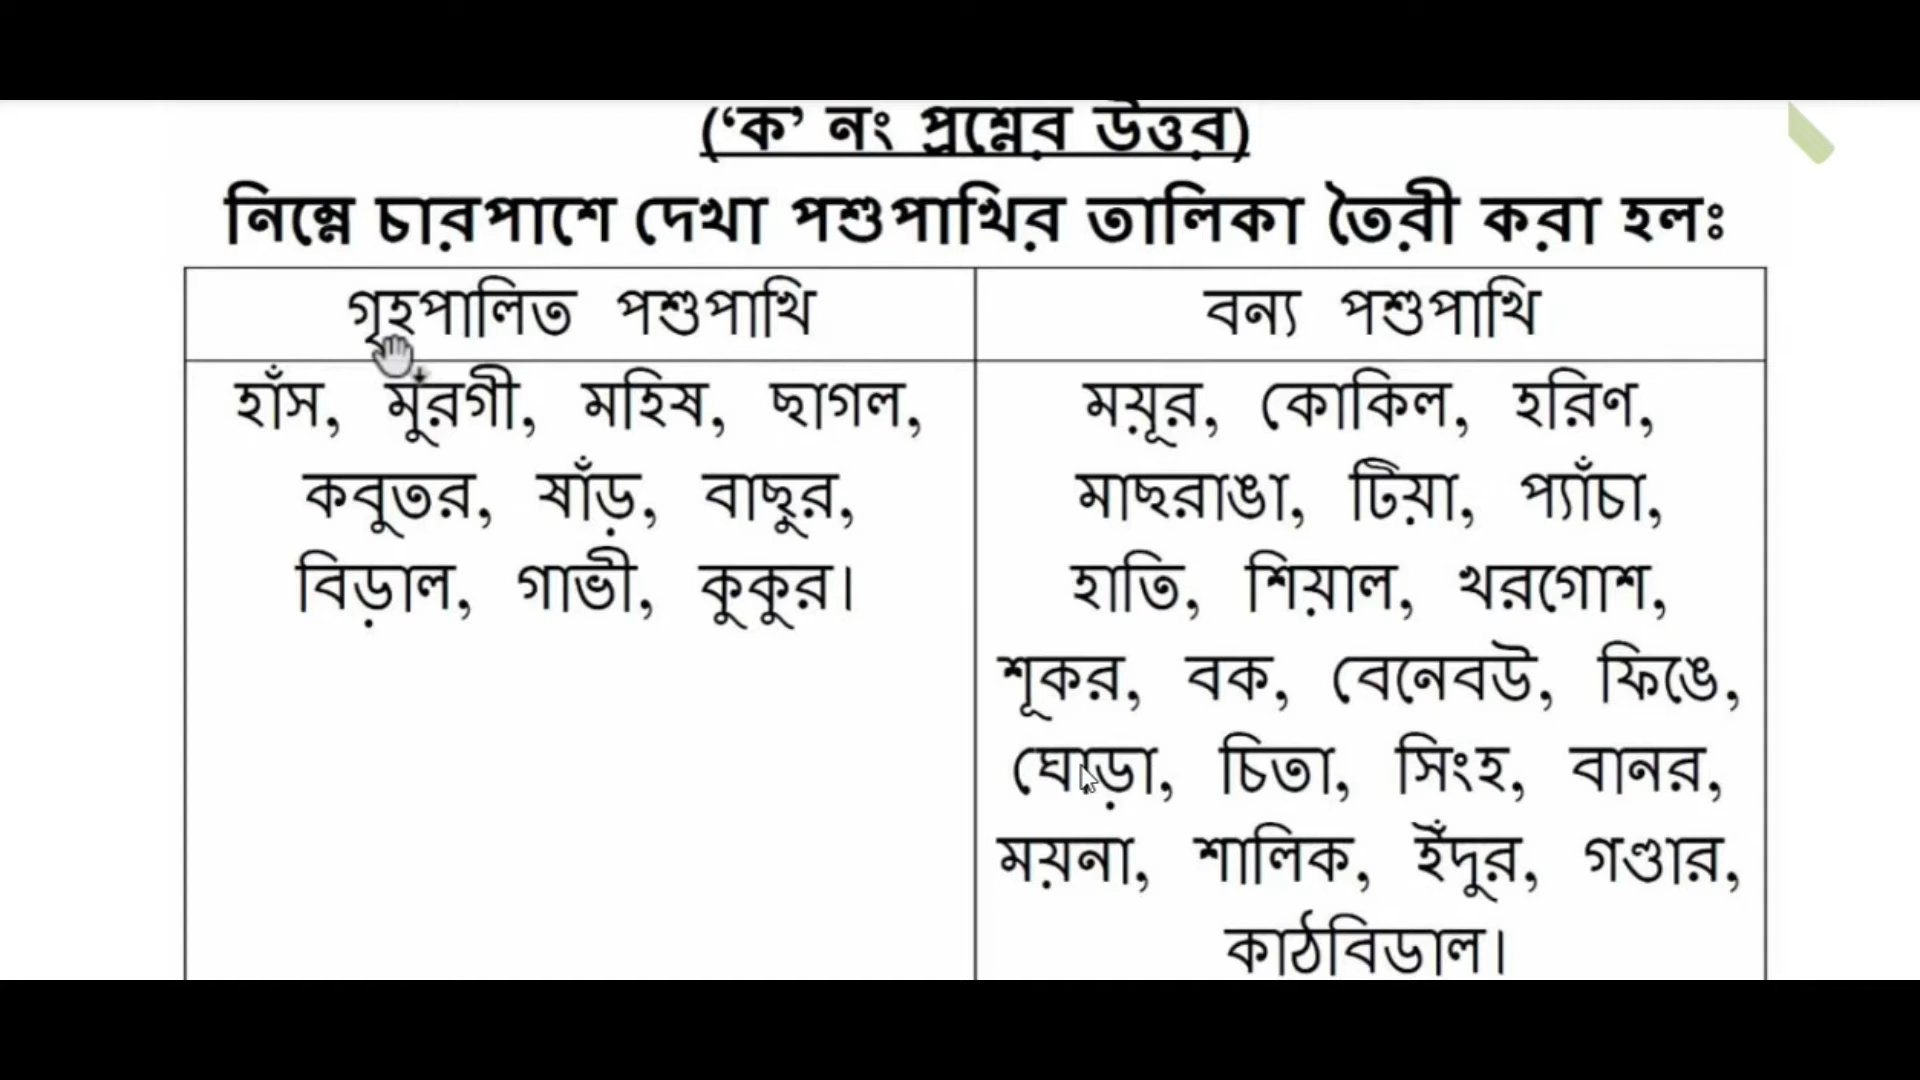 (‘ক’ নং প্রশ্নের উত্তর)
নিম্নে চারপাশে দেখা পশুপাখির তালিকা তৈরী করা হলঃ
গৃহপালিত পশুপাখি
হাঁস, মুরগী, মহিষ, ছাগল,
কবুতর, ষাঁড়, বাছুর,
বিড়াল, গাভী, কুকুর।
বন্য পশুপাখি
ময়ূর, কোকিল, হরিণ,
মাছরাঙা, টিয়া, প্যাঁচা,
হাতি, শিয়াল, খরগোশ,
শূকর, বক, বেনেবউ, ফিঙে,
ঘোড়া, চিতা, সিংহ, বানর,
ময়না, শালিক, ইঁদুর, গণ্ডার,
কাঠবিড়াল।